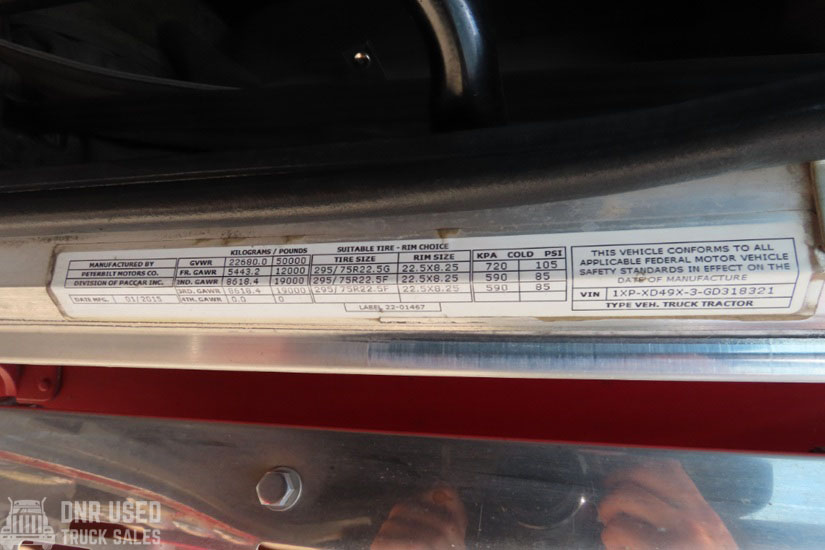 KILOGRAMS / POUNDS SUITABLE TIRE - RIM CHOICE
MANUFACTURED BY GVWR 22680.0 50000 TIRE SIZE RIM SIZE KPA COLD PSI
PETERBILT MOTORS CO. FR. GAWR 5443.2 12000 295/75R22.5G 22.5X8.25 720 105
DIVISION OF PACCAR INC. IND. GAWR 8618.4 19000 295/75R22.5F 22.5X8.25 590 85
3RD. GAWR 8618.4 19000 295/75R22.5F 22.5X8.25 590 85
DATE MFG. 01/2015 4TH. GAWR 0.0 0
LABEL 22-01467
THIS VEHICLE CONFORMS TO ALL
APPLICABLE FEDERAL MOTOR VEHICLE
SAFETY STANDARDS IN EFFECT ON THE
DATE OF MANUFACTURE
VIN 1XP-XD49X-3-GD318321
TYPE VEH. TRUCK TRACTOR
DNR USED
TRUCK SALES